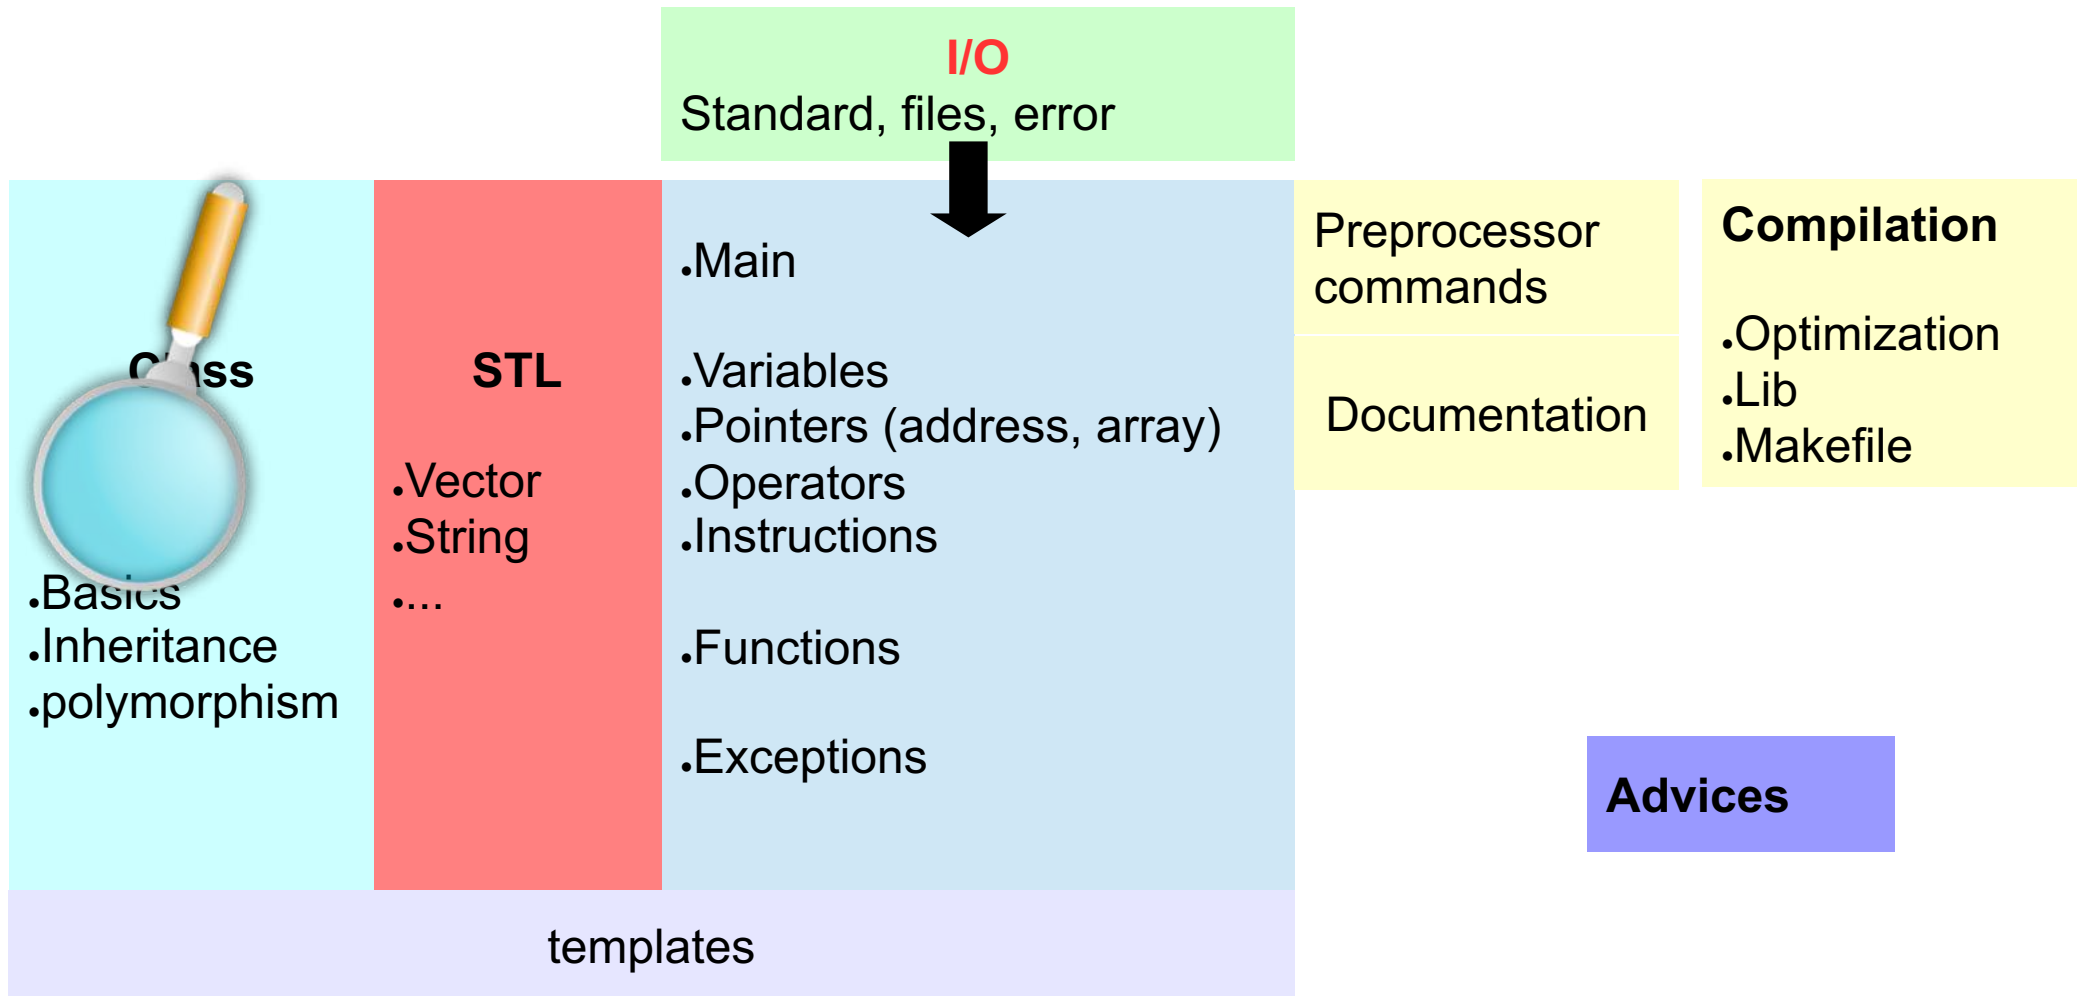 I/O
Standard, files, error
Class
●Basics
●Inheritance
●polymorphism
STL
●Vector
●String
●...
●Main
●Variables
●Pointers (address, array)
●Operators
●Instructions
●Functions
●Exceptions
Preprocessor
commands
Documentation
Compilation
●Optimization
●Lib
●Makefile
Advices
templates